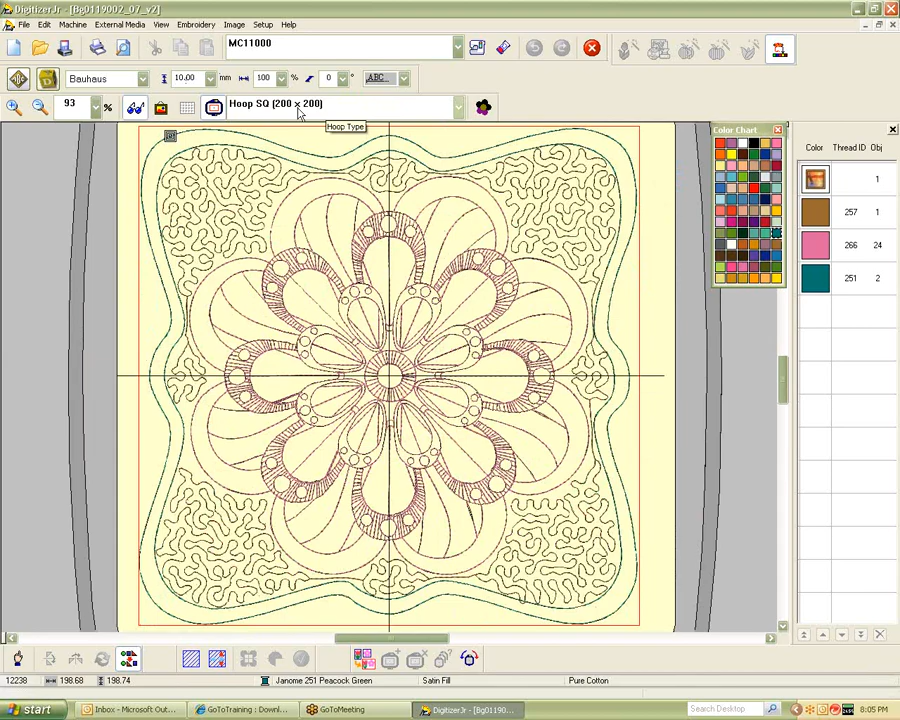 DigitizerJr - [Bg0119002_07_v2]
File Edit Machine External Media View Embroidery Image Setup Help
MC11000
Bauhaus 10.00 mm 100 % 0 ° ABC
93 % Hoop SQ (200 x 200)
Hoop Type
Color Chart
Color Thread ID Obj
1
257 1
266 24
251 2
12238 198.68 198.74 Janome 251 Peacock Green Satin Fill Pure Cotton
start Inbox - Microsoft Out... GoToTraining : Downl... GoToMeeting DigitizerJr - [Bg0119... Search Desktop 8:05 PM